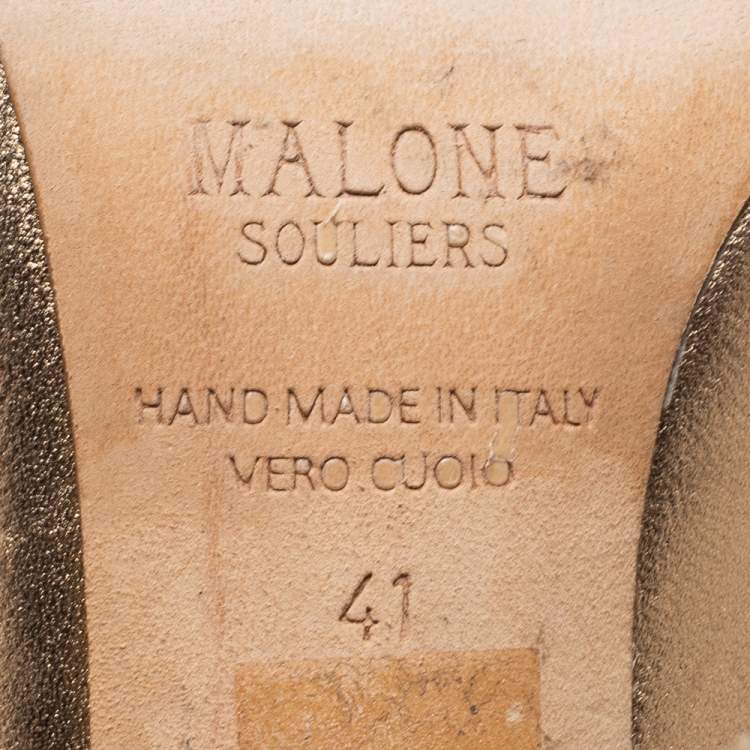 MALONE
SOULIERS
HAND MADE IN ITALY
VERO CUOIO
41